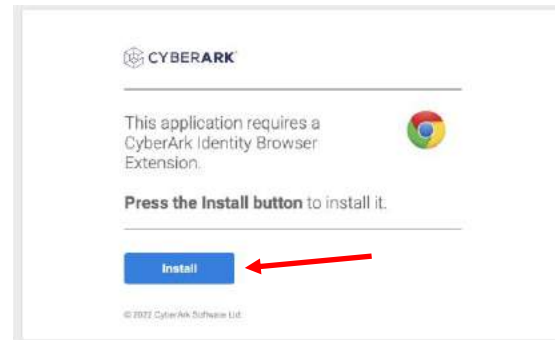 CYBERARK
This application requires a
CyberArk Identity Browser
Extension.
Press the Install button to install it.
Install
© 2022 CyberArk Software Ltd.